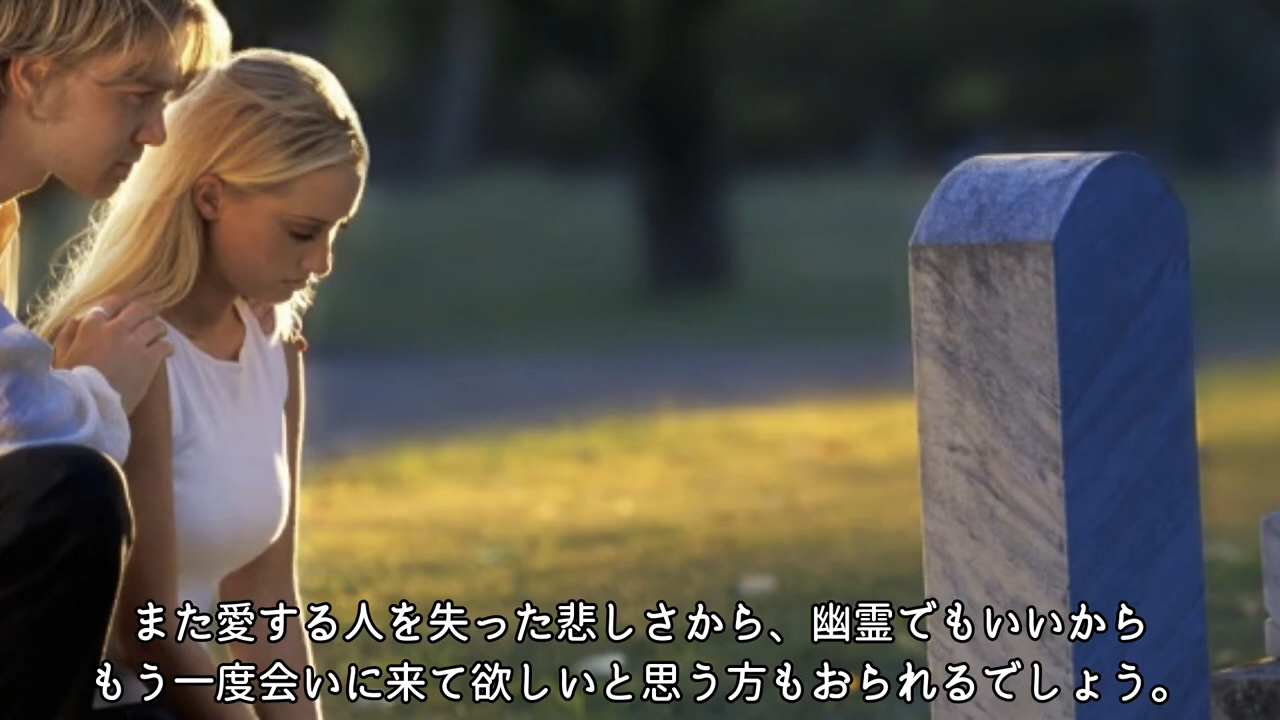 また愛する人を失った悲しさから、幽霊でもいいから
もう一度会いに来て欲しいと思う方もおられるでしょう。